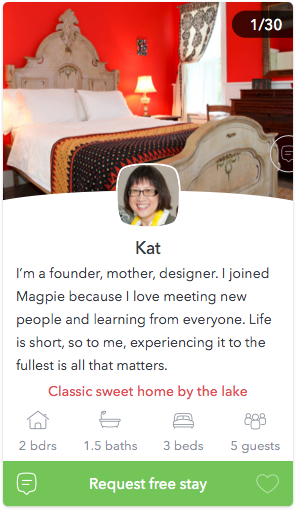 1/30
Kat
I'm a founder, mother, designer. I joined
Magpie because I love meeting new
people and learning from everyone. Life
is short, so to me, experiencing it to the
fullest is all that matters.
Classic sweet home by the lake
2 bdrs 1.5 baths 3 beds 5 guests
Request free stay